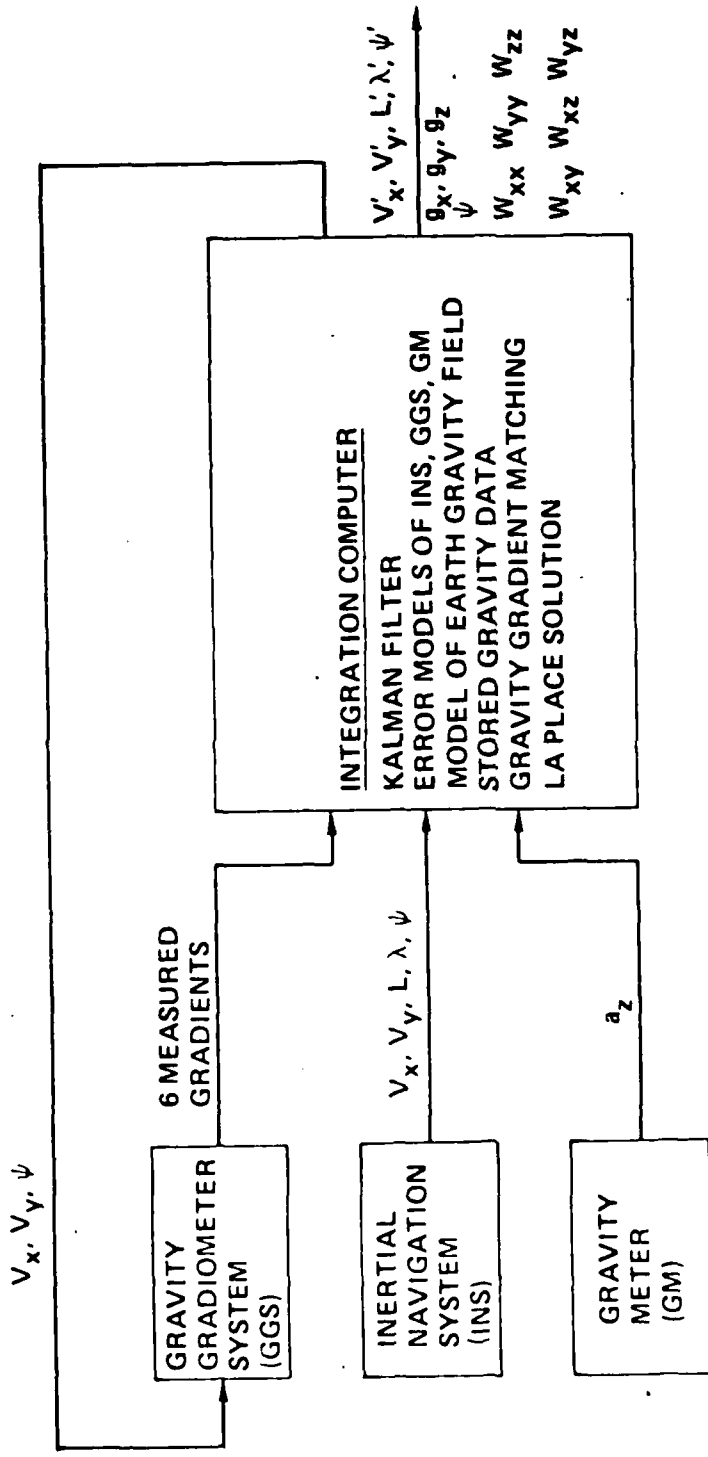 V_x, V_y, ψ
GRAVITY
GRADIOMETER
SYSTEM
(GGS)
6 MEASURED
GRADIENTS
INERTIAL
NAVIGATION
SYSTEM
(INS)
V_x, V_y, L, λ, ψ
GRAVITY
METER
(GM)
a_z
INTEGRATION COMPUTER
KALMAN FILTER
ERROR MODELS OF INS, GGS, GM
MODEL OF EARTH GRAVITY FIELD
STORED GRAVITY DATA
GRAVITY GRADIENT MATCHING
LA PLACE SOLUTION
V'_x, V'_y, L', λ', ψ'
g_x, g_y, g_z
ψ
W_xx W_yy W_zz
W_xy W_xz W_yz